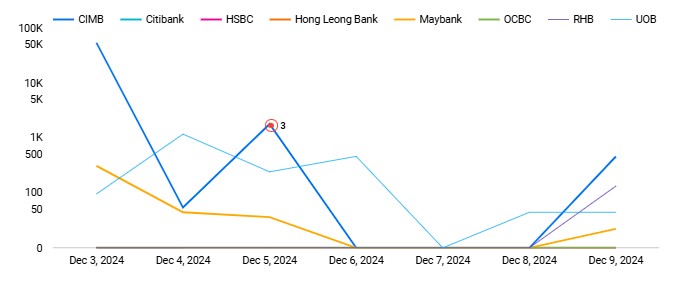 CIMB Citibank HSBC Hong Leong Bank Maybank OCBC RHB UOB
100K
50K
10K
5K
1K
3
500
100
50
0
Dec 3, 2024 Dec 4, 2024 Dec 5, 2024 Dec 6, 2024 Dec 7, 2024 Dec 8, 2024 Dec 9, 2024